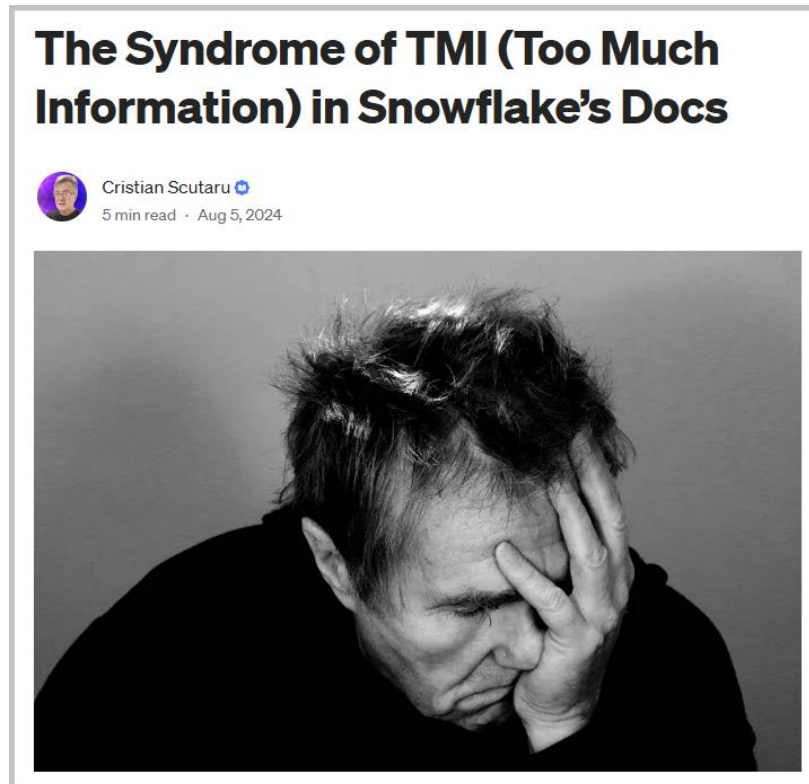 The Syndrome of TMI (Too Much
Information) in Snowflake’s Docs
Cristian Scutaru
5 min read · Aug 5, 2024